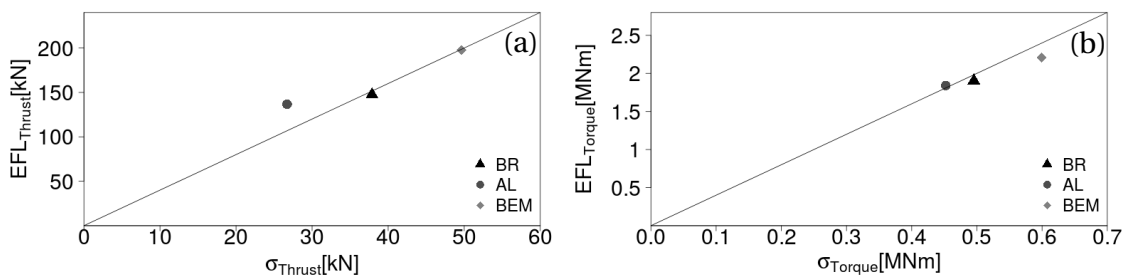 (a)
EFL_Thrust[kN]
200
150
100
50
BR
AL
BEM
0 10 20 30 40 50 60
σ_Thrust[kN]
(b)
EFL_Torque[MNm]
2.5
2
1.5
1
0.5
BR
AL
BEM
0.0 0.1 0.2 0.3 0.4 0.5 0.6 0.7
σ_Torque[MNm]